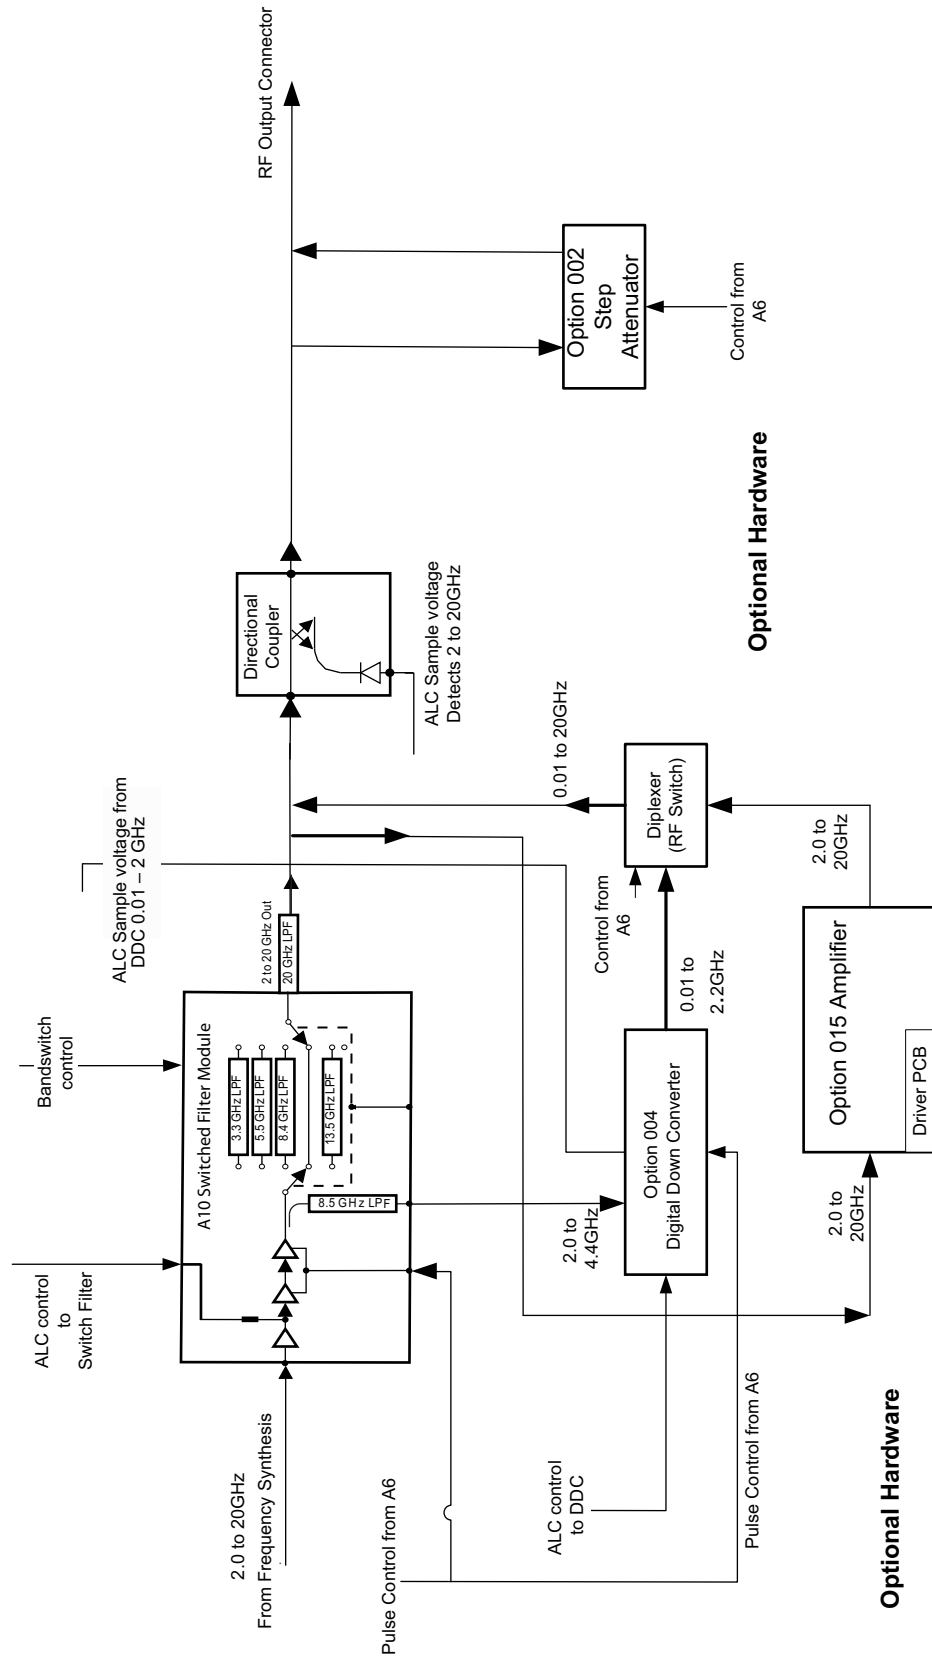 ALC control
to
Switch Filter
Bandswitch
control
ALC Sample voltage from
DDC 0.01 – 2 GHz
2.0 to 20GHz
From Frequency Synthesis
A10 Switched Filter Module
3.3 GHz LPF
5.5 GHz LPF
8.4 GHz LPF
13.5 GHz LPF
8.5 GHz LPF
2 to 20 GHz Out
20 GHz LPF
Directional
Coupler
ALC Sample voltage
Detects 2 to 20GHz
RF Output Connector
Option 002
Step
Attenuator
Control from
A6
Optional Hardware
Pulse Control from A6
ALC control
to DDC
2.0 to
4.4GHz
Option 004
Digital Down Converter
0.01 to
2.2GHz
Control from
A6
Diplexer
(RF Switch)
0.01 to 20GHz
Pulse Control from A6
2.0 to
20GHz
Option 015 Amplifier
Driver PCB
2.0 to
20GHz
Optional Hardware